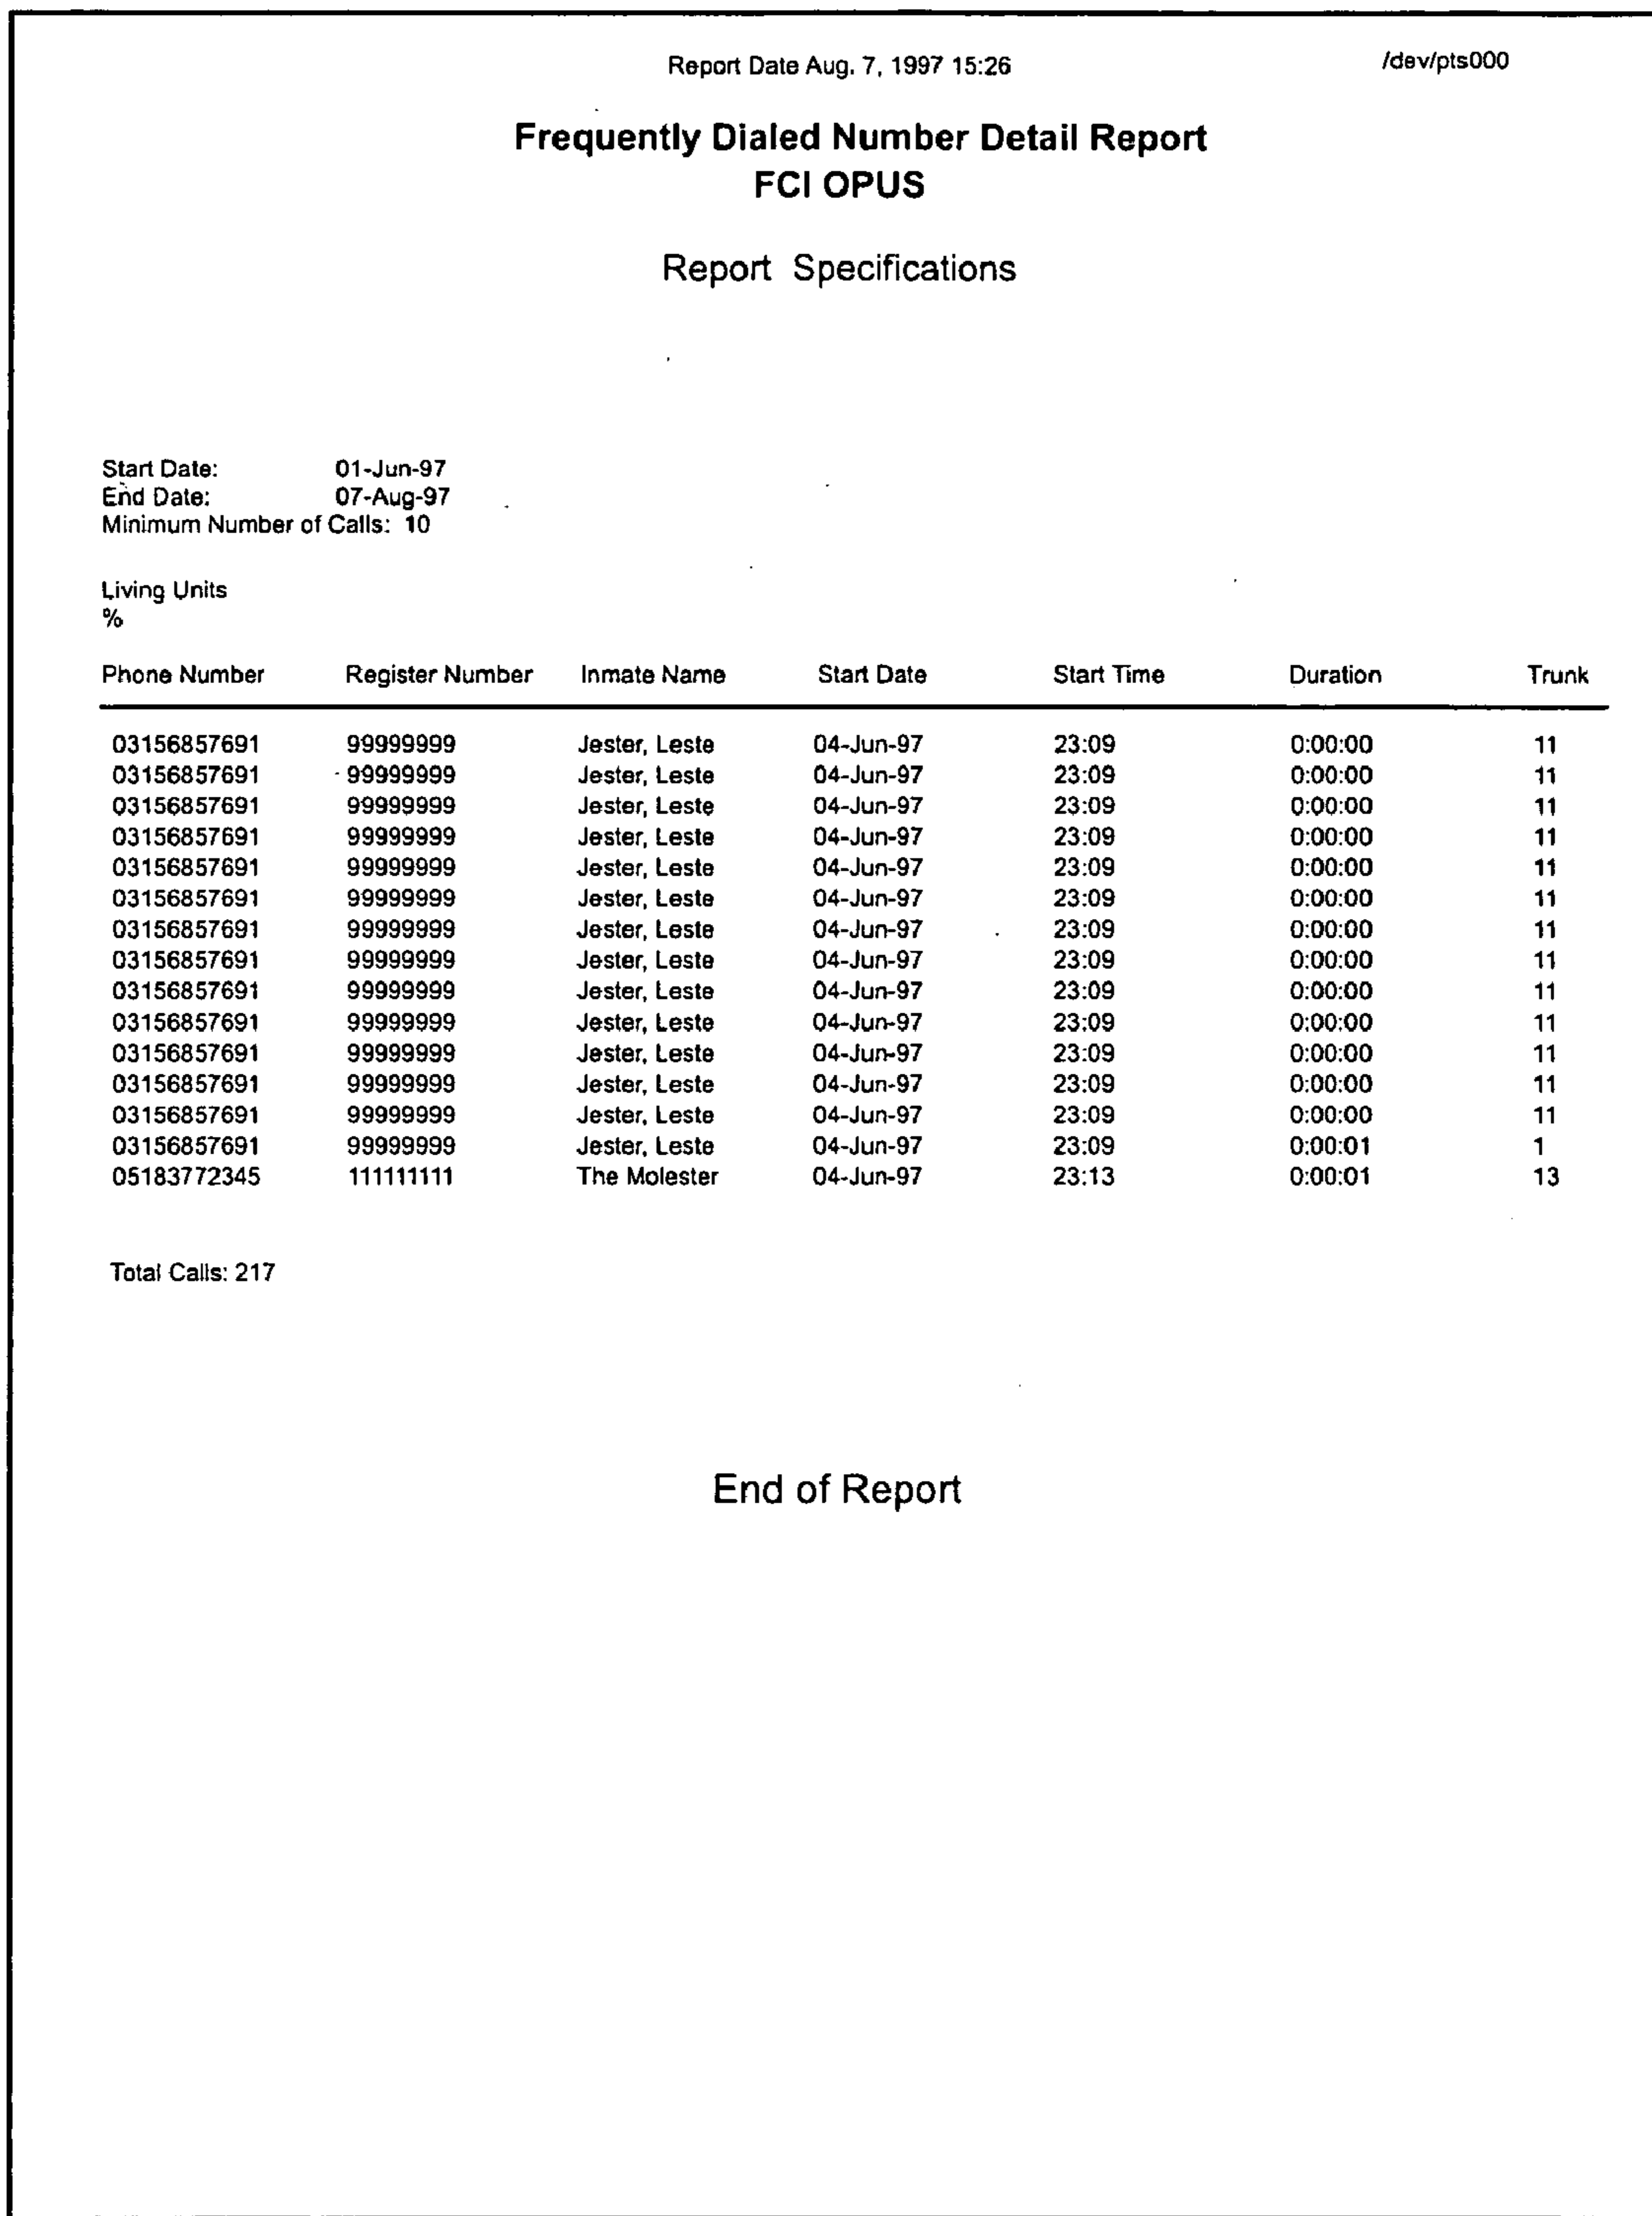 Report Date Aug. 7, 1997 15:26 /dev/pts000
Frequently Dialed Number Detail Report
FCI OPUS
Report Specifications
Start Date: 01-Jun-97
End Date: 07-Aug-97
Minimum Number of Calls: 10
Living Units
%
Phone Number Register Number Inmate Name Start Date Start Time Duration Trunk
03156857691 99999999 Jester, Leste 04-Jun-97 23:09 0:00:00 11
03156857691 99999999 Jester, Leste 04-Jun-97 23:09 0:00:00 11
03156857691 99999999 Jester, Leste 04-Jun-97 23:09 0:00:00 11
03156857691 99999999 Jester, Leste 04-Jun-97 23:09 0:00:00 11
03156857691 99999999 Jester, Leste 04-Jun-97 23:09 0:00:00 11
03156857691 99999999 Jester, Leste 04-Jun-97 23:09 0:00:00 11
03156857691 99999999 Jester, Leste 04-Jun-97 23:09 0:00:00 11
03156857691 99999999 Jester, Leste 04-Jun-97 23:09 0:00:00 11
03156857691 99999999 Jester, Leste 04-Jun-97 23:09 0:00:00 11
03156857691 99999999 Jester, Leste 04-Jun-97 23:09 0:00:00 11
03156857691 99999999 Jester, Leste 04-Jun-97 23:09 0:00:00 11
03156857691 99999999 Jester, Leste 04-Jun-97 23:09 0:00:00 11
03156857691 99999999 Jester, Leste 04-Jun-97 23:09 0:00:00 11
03156857691 99999999 Jester, Leste 04-Jun-97 23:09 0:00:01 1
05183772345 111111111 The Molester 04-Jun-97 23:13 0:00:01 13
Total Calls: 217
End of Report